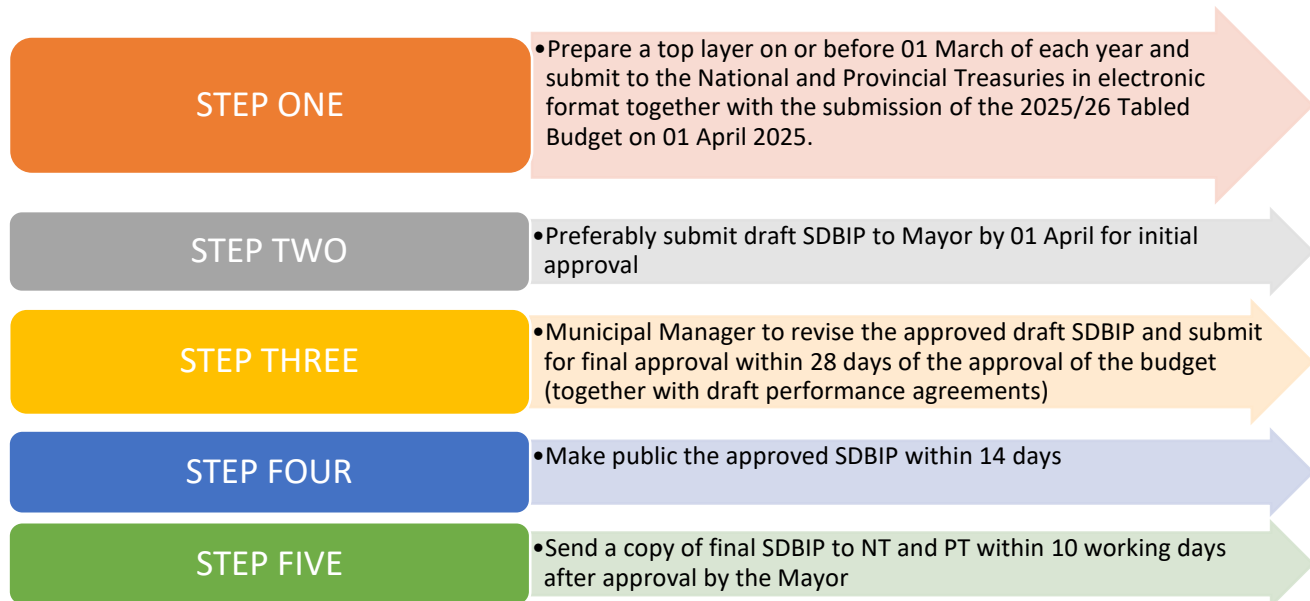 STEP ONE
•Prepare a top layer on or before 01 March of each year and
submit to the National and Provincial Treasuries in electronic
format together with the submission of the 2025/26 Tabled
Budget on 01 April 2025.
STEP TWO
•Preferably submit draft SDBIP to Mayor by 01 April for initial
approval
STEP THREE
•Municipal Manager to revise the approved draft SDBIP and submit
for final approval within 28 days of the approval of the budget
(together with draft performance agreements)
STEP FOUR
•Make public the approved SDBIP within 14 days
STEP FIVE
•Send a copy of final SDBIP to NT and PT within 10 working days
after approval by the Mayor